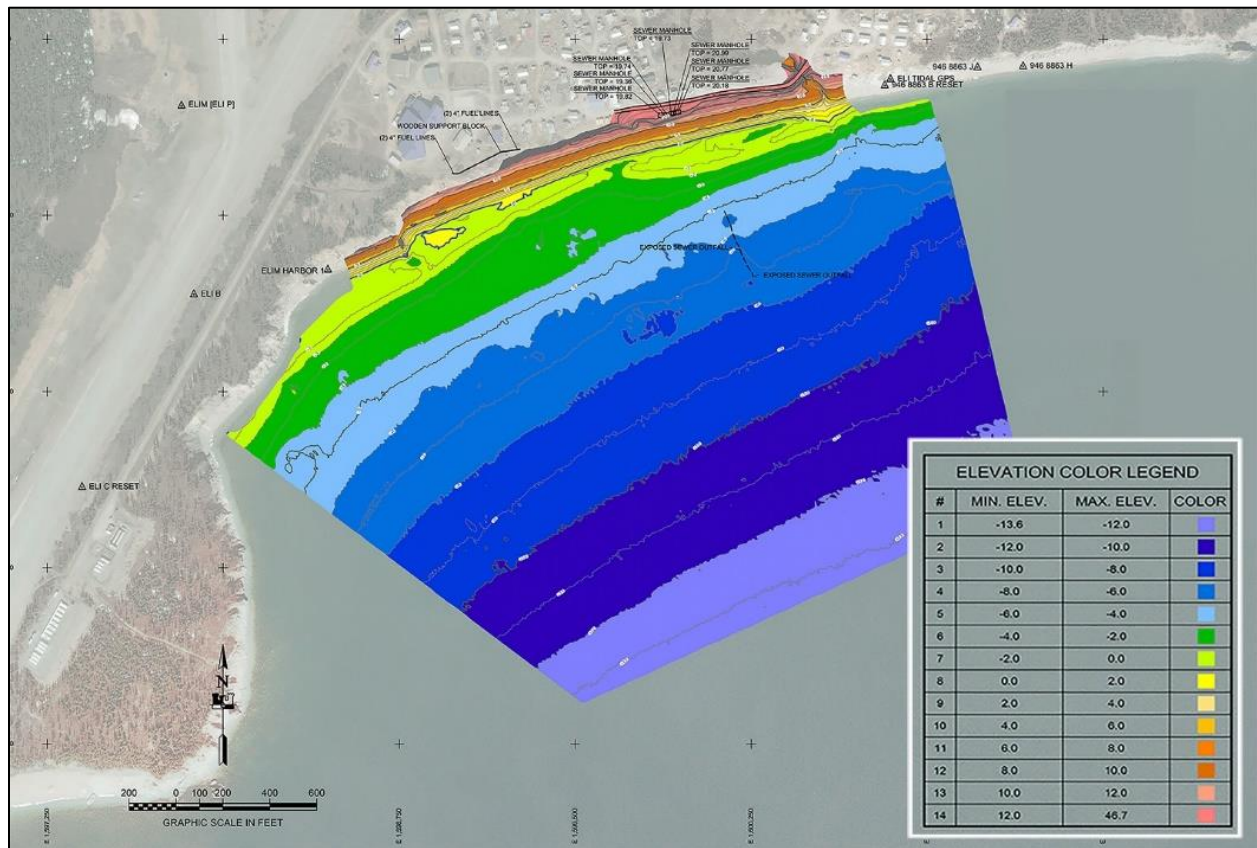 SEWER MANHOLE
TOP = 19.73
SEWER MANHOLE
TOP = 20.99
SEWER MANHOLE
TOP = 20.77
SEWER MANHOLE
TOP = 20.18
SEWER MANHOLE
TOP = 19.74
SEWER MANHOLE
SEWER MANHOLE
TOP = 19.82
946 8863 J
946 8863 H
ELI TIDAL GPS
946 8863 B RESET
ELIM [ELI P]
(2) 4" FUEL LINES
WOODEN SUPPORT BLOCK
(2) 4" FUEL LINES
EXPOSED SEWER OUTFALL
EXPOSED SEWER OUTFALL
ELIM HARBOR 1
ELI B
ELI C RESET
N
200 0 100 200 400 600
GRAPHIC SCALE IN FEET
E 1,599,500
E 1,600,250
ELEVATION COLOR LEGEND
# MIN. ELEV. MAX. ELEV. COLOR
1 -13.6 -12.0
2 -12.0 -10.0
3 -10.0 -8.0
4 -8.0 -6.0
5 -6.0 -4.0
6 -4.0 -2.0
7 -2.0 0.0
8 0.0 2.0
9 2.0 4.0
10 4.0 6.0
11 6.0 8.0
12 8.0 10.0
13 10.0 12.0
14 12.0 46.7